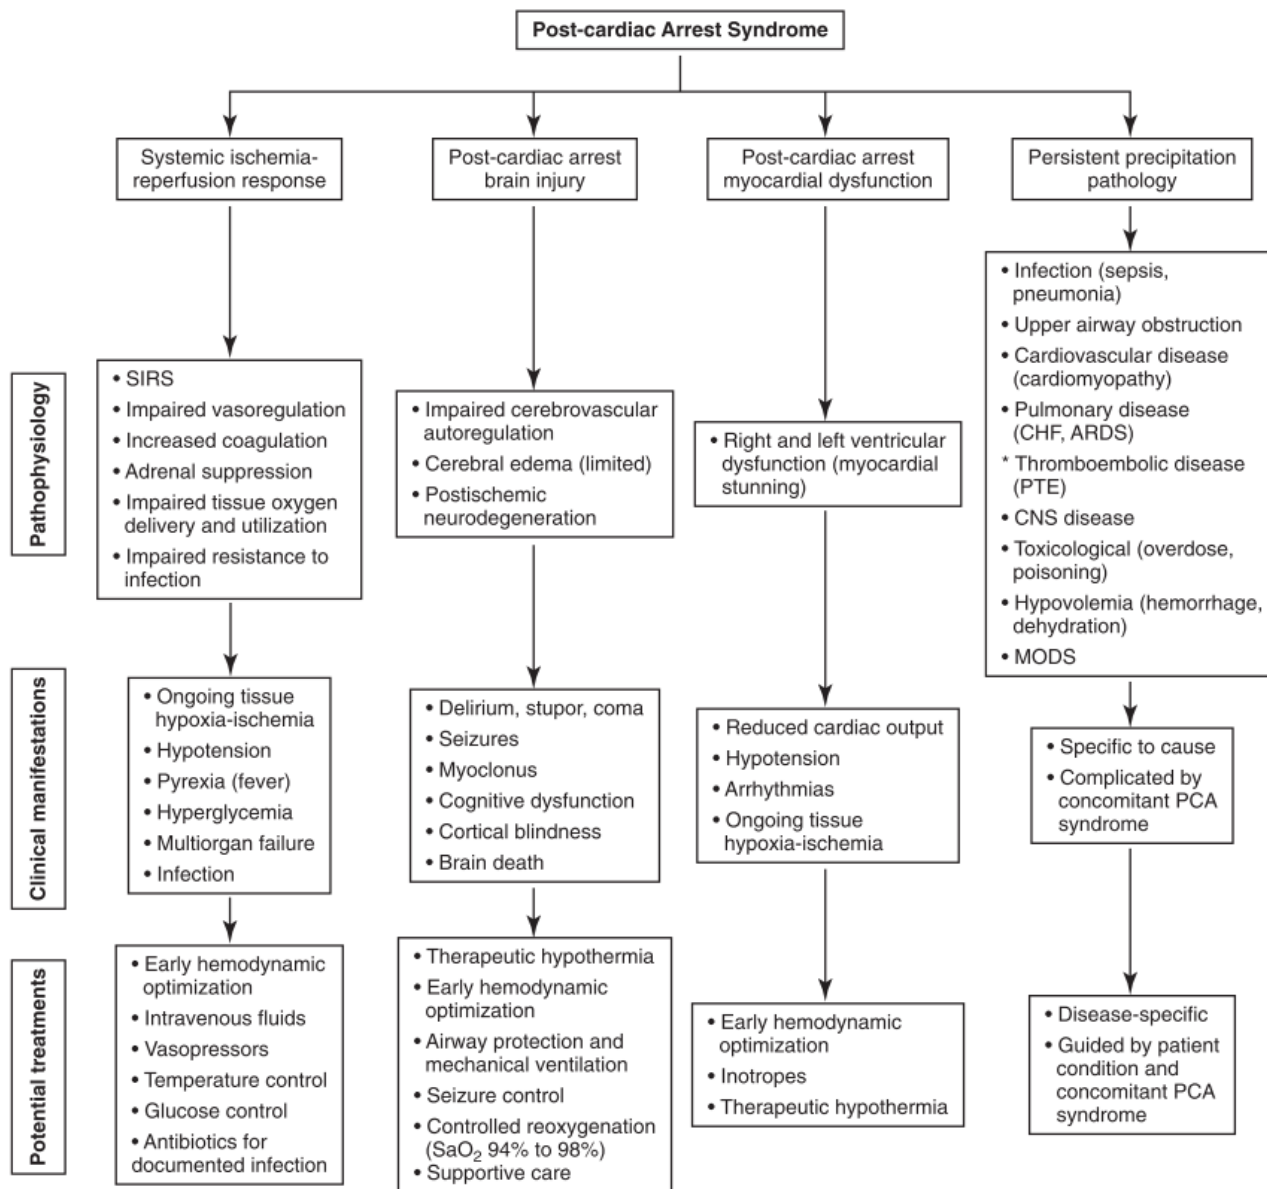 Post-cardiac Arrest Syndrome
Systemic ischemia-
reperfusion response
Post-cardiac arrest
brain injury
Post-cardiac arrest
myocardial dysfunction
Persistent precipitation
pathology
Pathophysiology
• SIRS
• Impaired vasoregulation
• Increased coagulation
• Adrenal suppression
• Impaired tissue oxygen
delivery and utilization
• Impaired resistance to
infection
• Impaired cerebrovascular
autoregulation
• Cerebral edema (limited)
• Postischemic
neurodegeneration
• Right and left ventricular
dysfunction (myocardial
stunning)
• Infection (sepsis,
pneumonia)
• Upper airway obstruction
• Cardiovascular disease
(cardiomyopathy)
• Pulmonary disease
(CHF, ARDS)
* Thromboembolic disease
(PTE)
• CNS disease
• Toxicological (overdose,
poisoning)
• Hypovolemia (hemorrhage,
dehydration)
• MODS
Clinical manifestations
• Ongoing tissue
hypoxia-ischemia
• Hypotension
• Pyrexia (fever)
• Hyperglycemia
• Multiorgan failure
• Infection
• Delirium, stupor, coma
• Seizures
• Myoclonus
• Cognitive dysfunction
• Cortical blindness
• Brain death
• Reduced cardiac output
• Hypotension
• Arrhythmias
• Ongoing tissue
hypoxia-ischemia
• Specific to cause
• Complicated by
concomitant PCA
syndrome
Potential treatments
• Early hemodynamic
optimization
• Intravenous fluids
• Vasopressors
• Temperature control
• Glucose control
• Antibiotics for
documented infection
• Therapeutic hypothermia
• Early hemodynamic
optimization
• Airway protection and
mechanical ventilation
• Seizure control
• Controlled reoxygenation
(SaO₂ 94% to 98%)
• Supportive care
• Early hemodynamic
optimization
• Inotropes
• Therapeutic hypothermia
• Disease-specific
• Guided by patient
condition and
concomitant PCA
syndrome